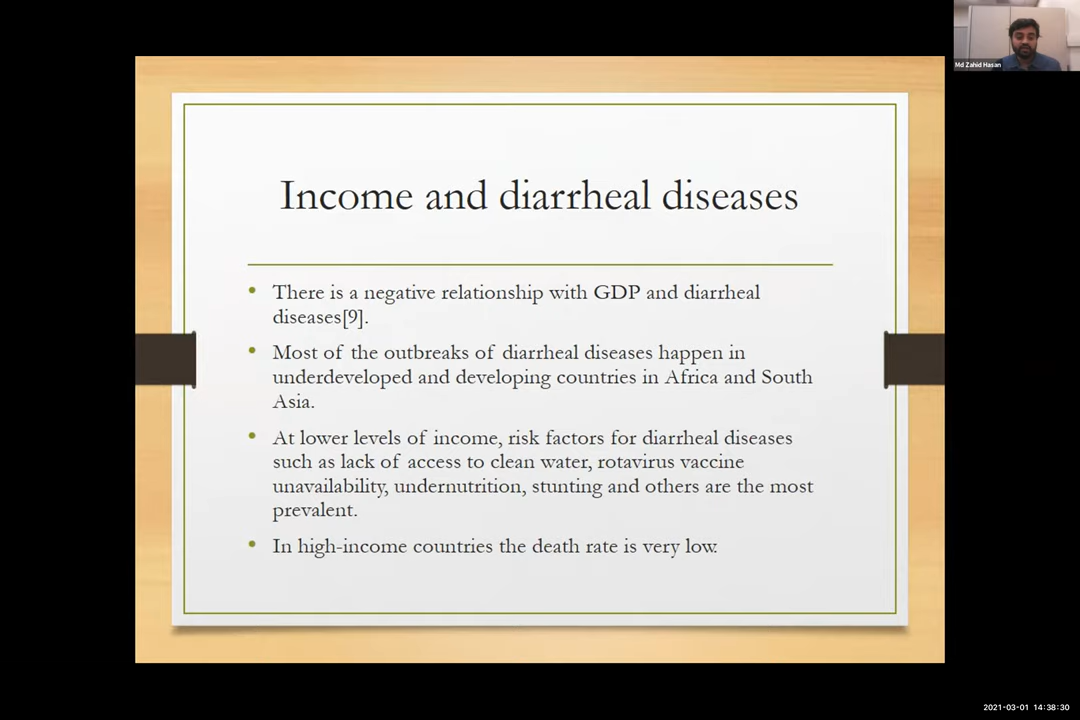 Md Zahid Hasan
Income and diarrheal diseases
• There is a negative relationship with GDP and diarrheal
diseases[9].
• Most of the outbreaks of diarrheal diseases happen in
underdeveloped and developing countries in Africa and South
Asia.
• At lower levels of income, risk factors for diarrheal diseases
such as lack of access to clean water, rotavirus vaccine
unavailability, undernutrition, stunting and others are the most
prevalent.
• In high-income countries the death rate is very low.
2021-03-01 14:38:30